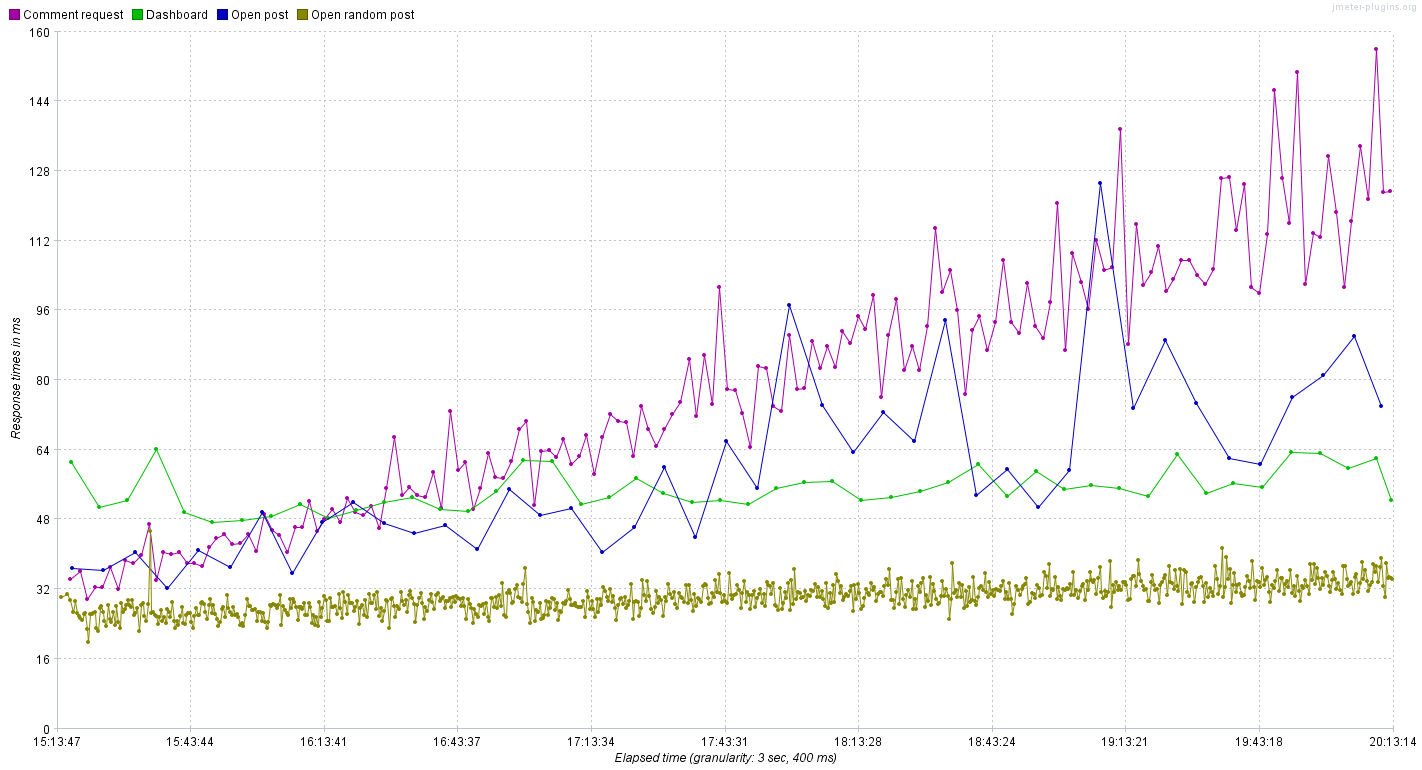 Comment request Dashboard Open post Open random post
jmeter-plugins.org
160
144
128
112
96
80
64
48
32
16
0
Response times in ms
15:13:47 15:43:44 16:13:41 16:43:37 17:13:34 17:43:31 18:13:28 18:43:24 19:13:21 19:43:18 20:13:14
Elapsed time (granularity: 3 sec, 400 ms)